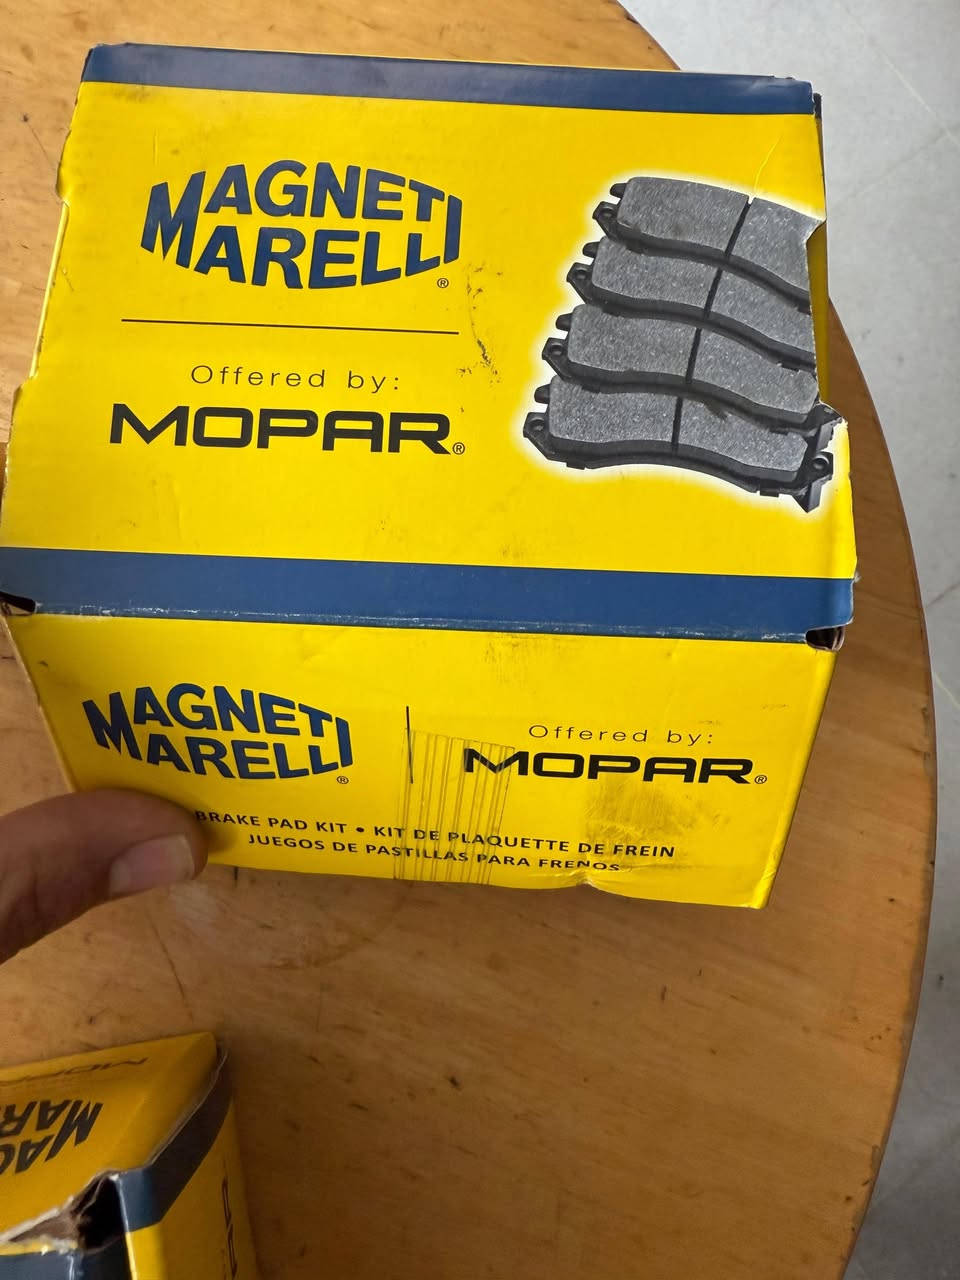 MAGNETI
MARELLI®
Offered by:
MOPAR®
MAGNETI
MARELLI®
Offered by:
MOPAR®
BRAKE PAD KIT • KIT DE PLAQUETTE DE FREIN
JUEGOS DE PASTILLAS PARA FRENOS